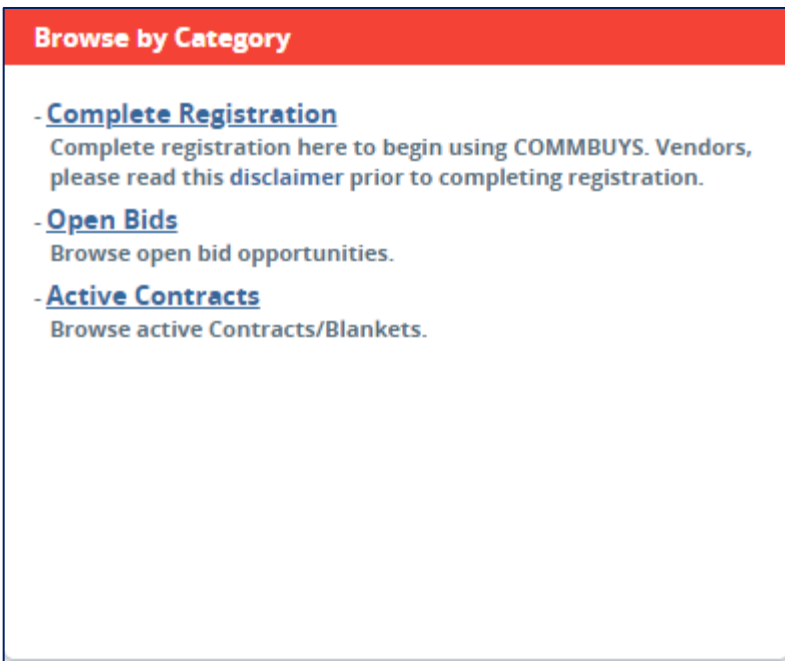 Browse by Category
- Complete Registration
Complete registration here to begin using COMMBUYS. Vendors,
please read this disclaimer prior to completing registration.
- Open Bids
Browse open bid opportunities.
- Active Contracts
Browse active Contracts/Blankets.